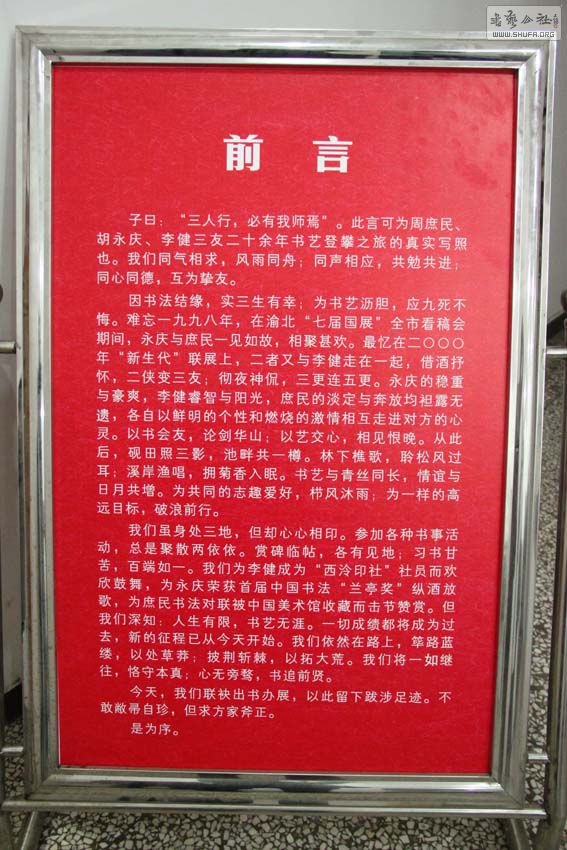 書艺公社
WWW.SHUFA.ORG
前言
子曰：“三人行，必有我师焉”。此言可为周庶民、
胡永庆、李健三友二十余年书艺登攀之旅的真实写照
也。我们同气相求，风雨同舟；同声相应，共勉共进；
同心同德，互为挚友。
因书法结缘，实三生有幸；为书艺沥胆，应九死不
悔。难忘一九九八年，在渝北“七届国展”全市看稿会
期间，永庆与庶民一见如故，相聚甚欢。最忆在二〇〇〇
年“新生代”联展上，二者又与李健走在一起，借酒抒
怀，二侠变三友；彻夜神侃，三更连五更。永庆的稳重
与豪爽，李健睿智与阳光，庶民的淡定与奔放均袒露无
遗，各自以鲜明的个性和燃烧的激情相互走进对方的心
灵。以书会友，论剑华山；以艺交心，相见恨晚。从此
后，砚田照三影，池畔共一樽。林下樵歌，聆松风过
耳；溪岸渔唱，拥菊香入眠。书艺与青丝同长，情谊与
日月共增。为共同的志趣爱好，栉风沐雨；为一样的高
远目标，破浪前行。
我们虽身处三地，但却心心相印。参加各种书事活
动，总是聚散两依依。赏碑临帖，各有见地；习书甘
苦，百端如一。我们为李健成为“西泠印社”社员而欢
欣鼓舞，为永庆荣获首届中国书法“兰亭奖”纵酒放
歌，为庶民书法对联被中国美术馆收藏而击节赞赏。但
我们深知：人生有限，书艺无涯。一切成绩都将成为过
去，新的征程已从今天开始。我们依然在路上，筚路蓝
缕，以处草莽；披荆斩棘，以拓大荒。我们将一如继
往，恪守本真；心无旁骛，书追前贤。
今天，我们联袂出书办展，以此留下跋涉足迹。不
敢敝帚自珍，但求方家斧正。
是为序。